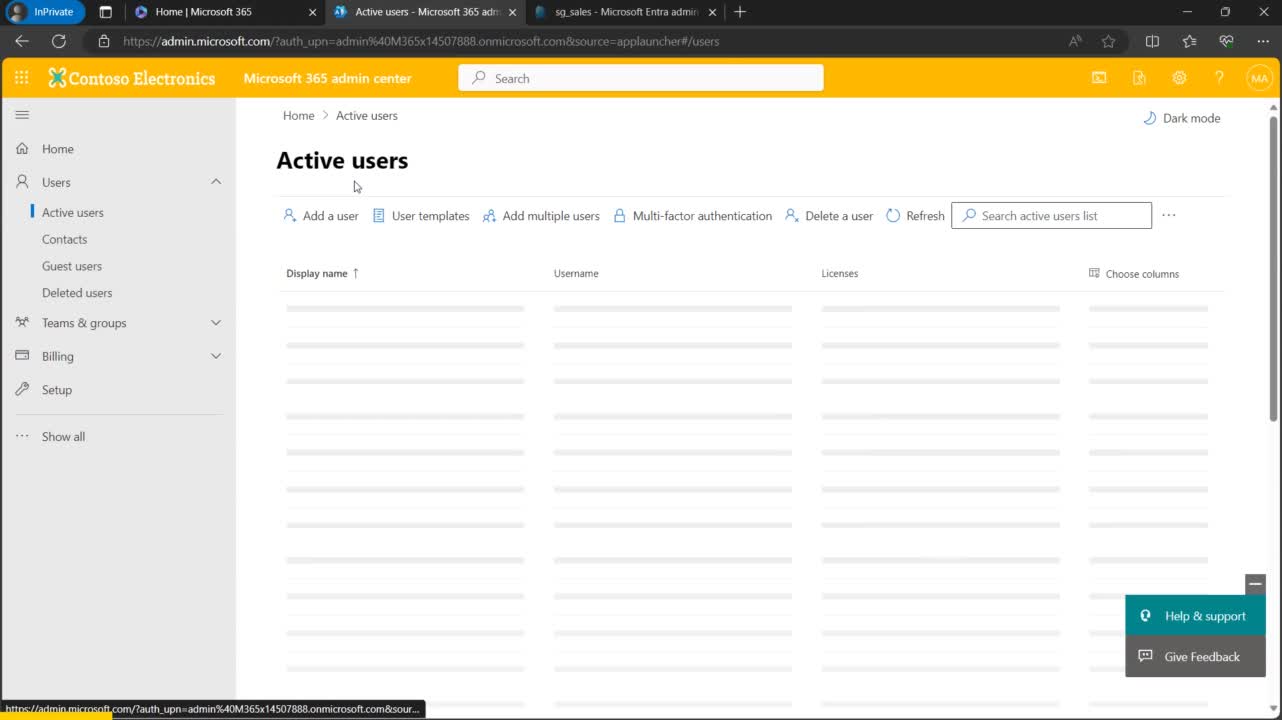 InPrivate
Home | Microsoft 365
Active users - Microsoft 365 adm
sg_sales - Microsoft Entra admin
https://admin.microsoft.com/?auth_upn=admin%40M365x14507888.onmicrosoft.com&source=applauncher#/users
Contoso Electronics
Microsoft 365 admin center
Search
?
MA
Home > Active users
Dark mode
Active users
Home
Users
Active users
Contacts
Guest users
Deleted users
Teams & groups
Billing
Setup
Show all
Add a user
User templates
Add multiple users
Multi-factor authentication
Delete a user
Refresh
Search active users list
Display name ↑
Username
Licenses
Choose columns
Help & support
Give Feedback
https://admin.microsoft.com/?auth_upn=admin%40M365x14507888.onmicrosoft.com&sour...